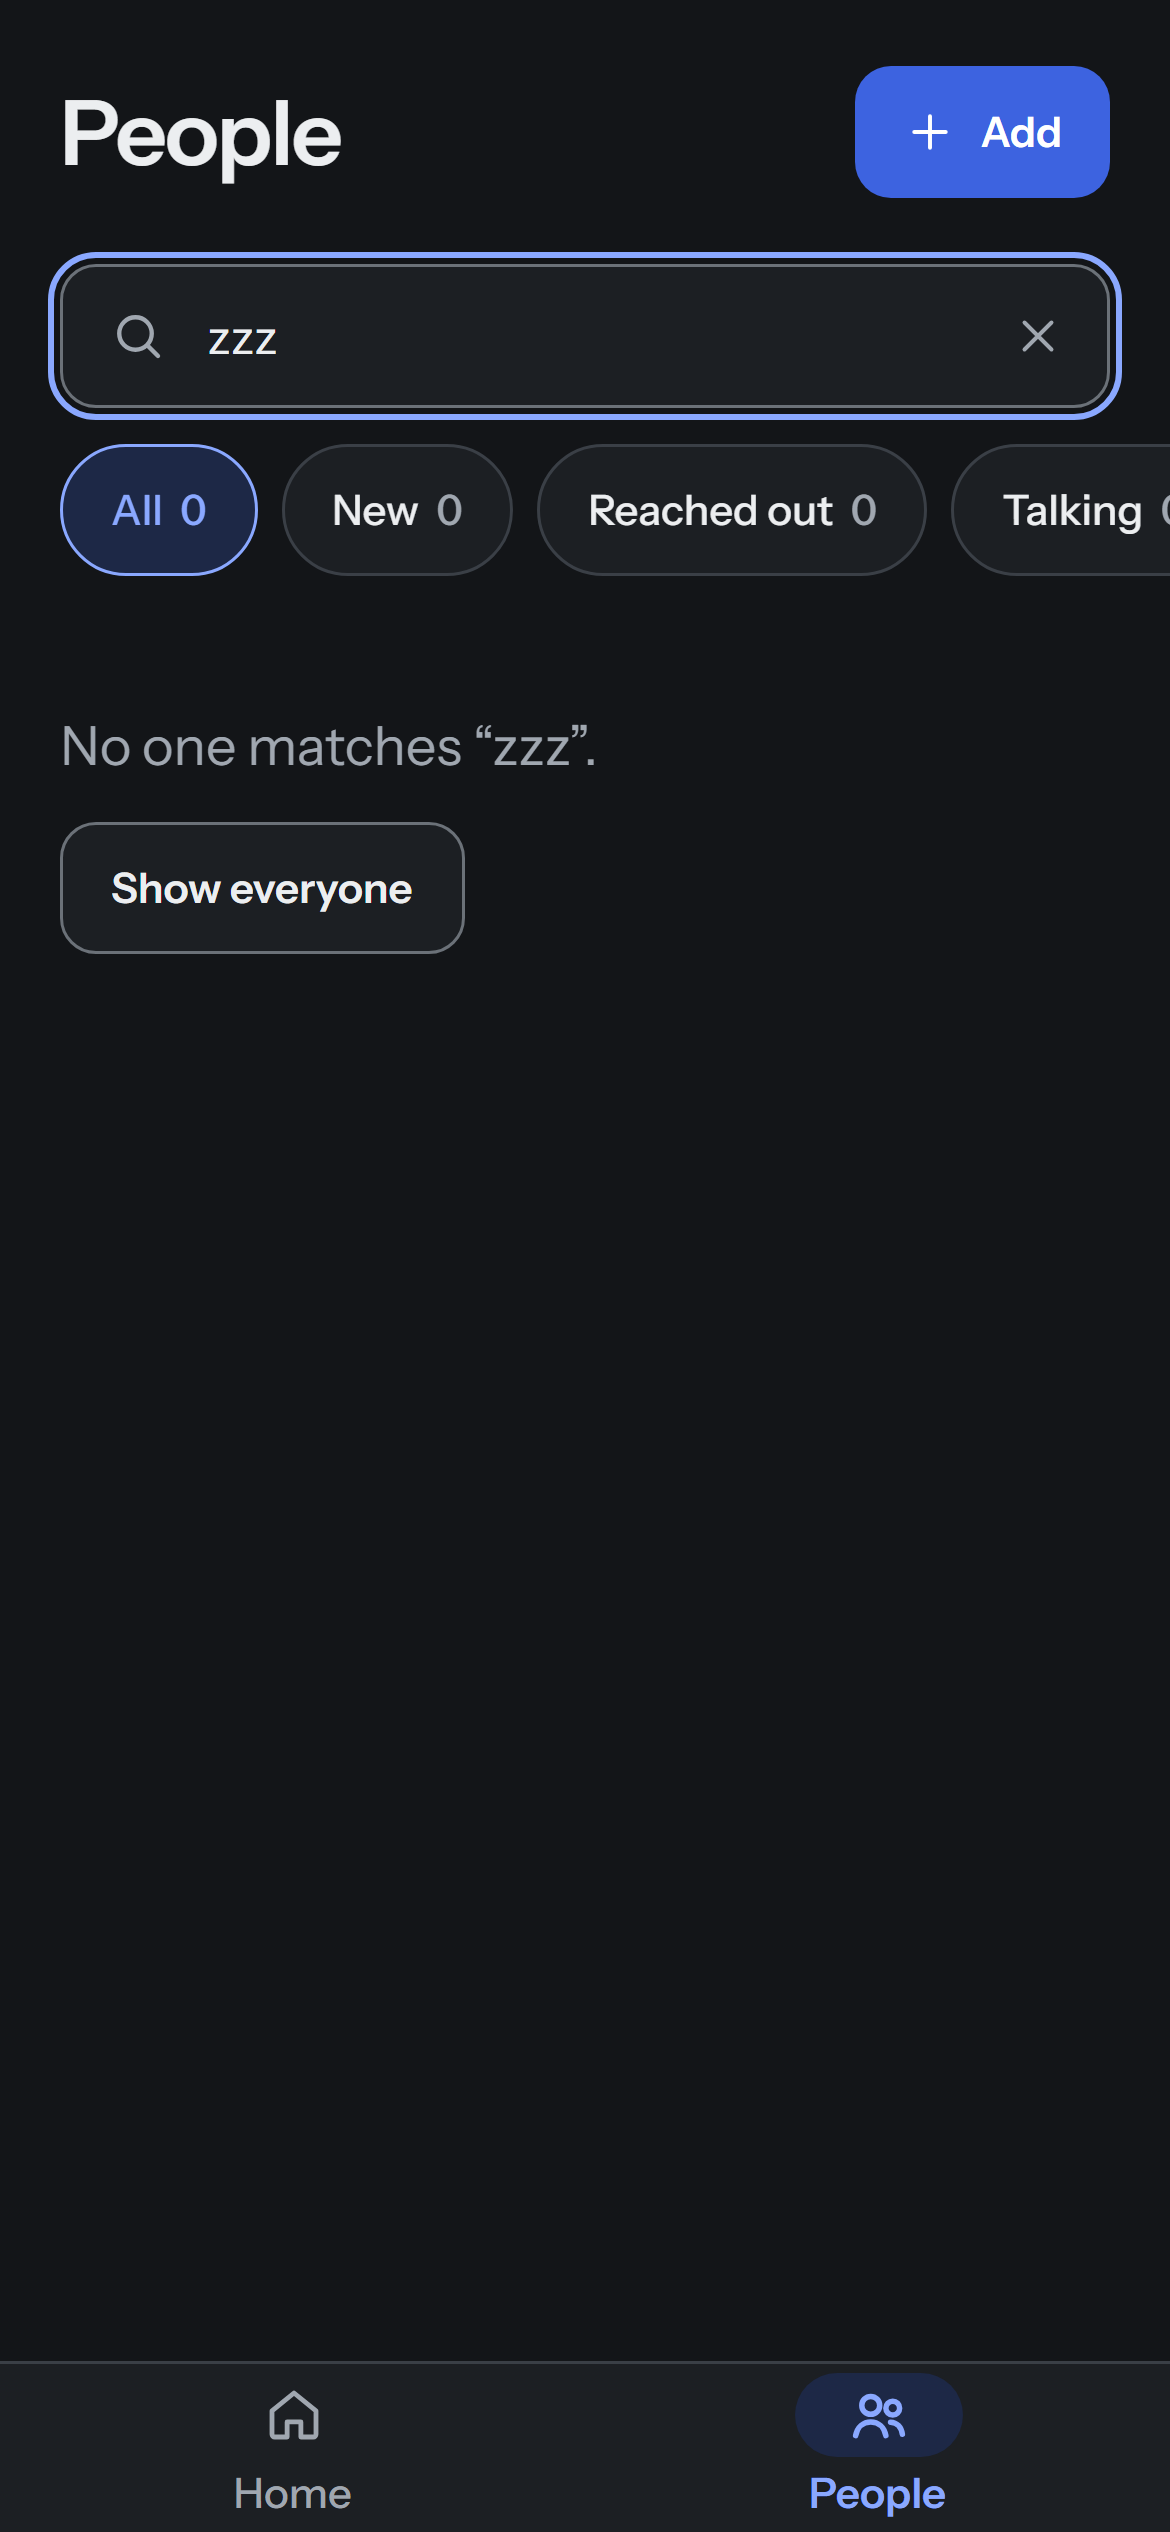 People
Add
zzz
All 0
New 0
Reached out 0
Talking
No one matches “zzz”.
Show everyone
Home
People